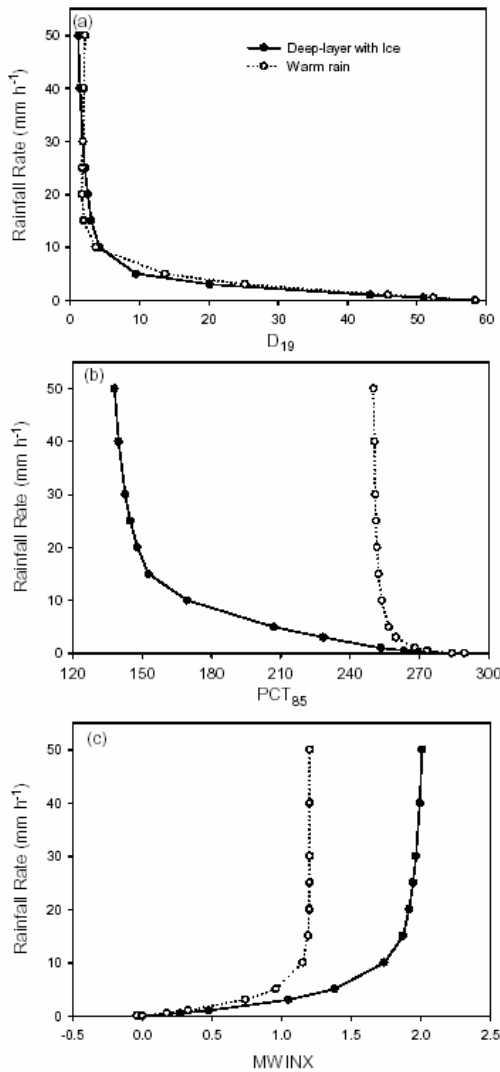 (a)
Deep-layer with Ice
Warm rain
Rainfall Rate (mm h⁻¹)
50
40
30
20
10
0
0 10 20 30 40 50 60
D₁₉
(b)
Rainfall Rate (mm h⁻¹)
50
40
30
20
10
0
120 150 180 210 240 270 300
PCT₈₅
(c)
Rainfall Rate (mm h⁻¹)
50
40
30
20
10
0
-0.5 0.0 0.5 1.0 1.5 2.0 2.5
MWINX